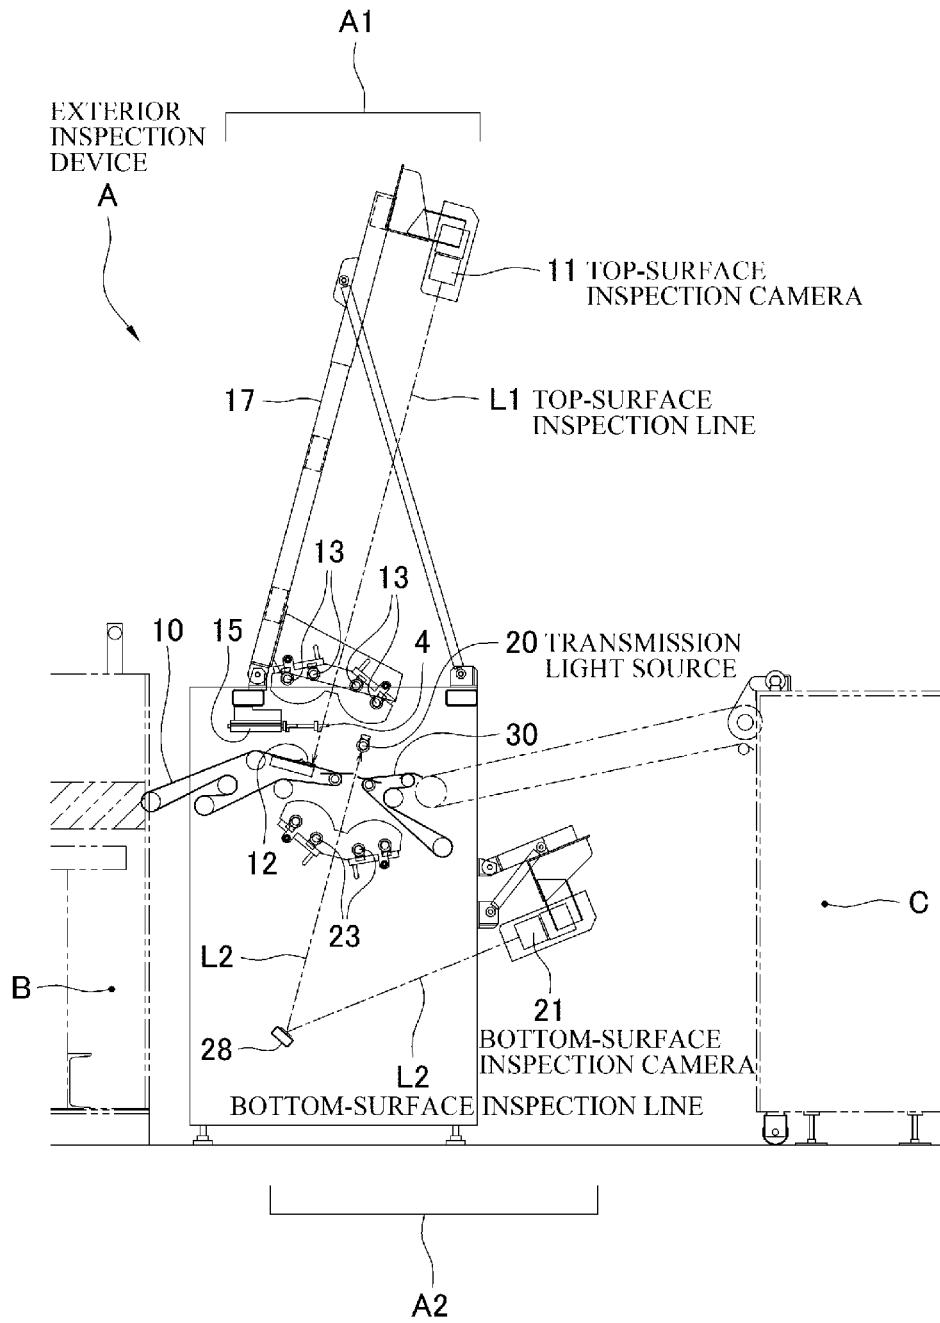 A1
EXTERIOR
INSPECTION
DEVICE
A
11 TOP-SURFACE
INSPECTION CAMERA
17
L1 TOP-SURFACE
INSPECTION LINE
13
13
10
15
4
20 TRANSMISSION
LIGHT SOURCE
30
12
23
C
L2
B
21
28
BOTTOM-SURFACE
INSPECTION CAMERA
L2
BOTTOM-SURFACE INSPECTION LINE
A2